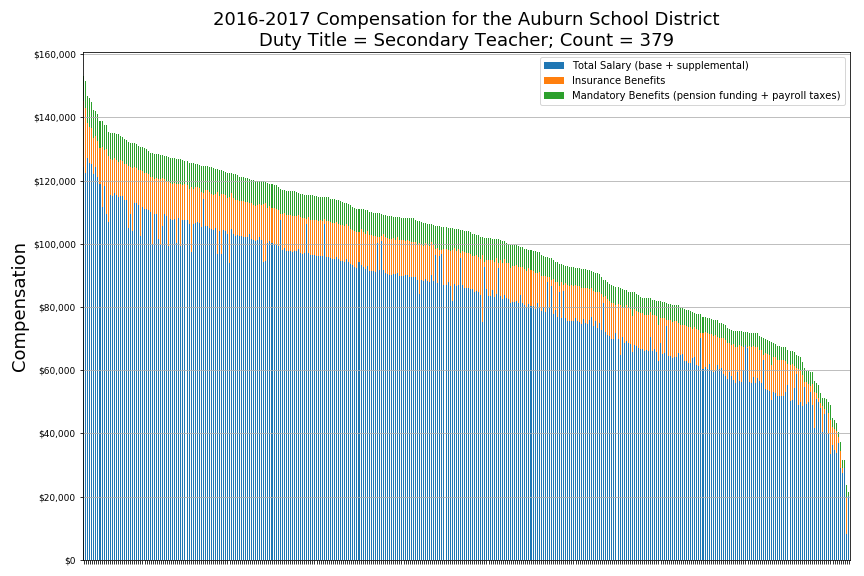 2016-2017 Compensation for the Auburn School District
Duty Title = Secondary Teacher; Count = 379
Total Salary (base + supplemental)
Insurance Benefits
Mandatory Benefits (pension funding + payroll taxes)
$160,000
$140,000
$120,000
$100,000
$80,000
$60,000
$40,000
$20,000
$0
Compensation